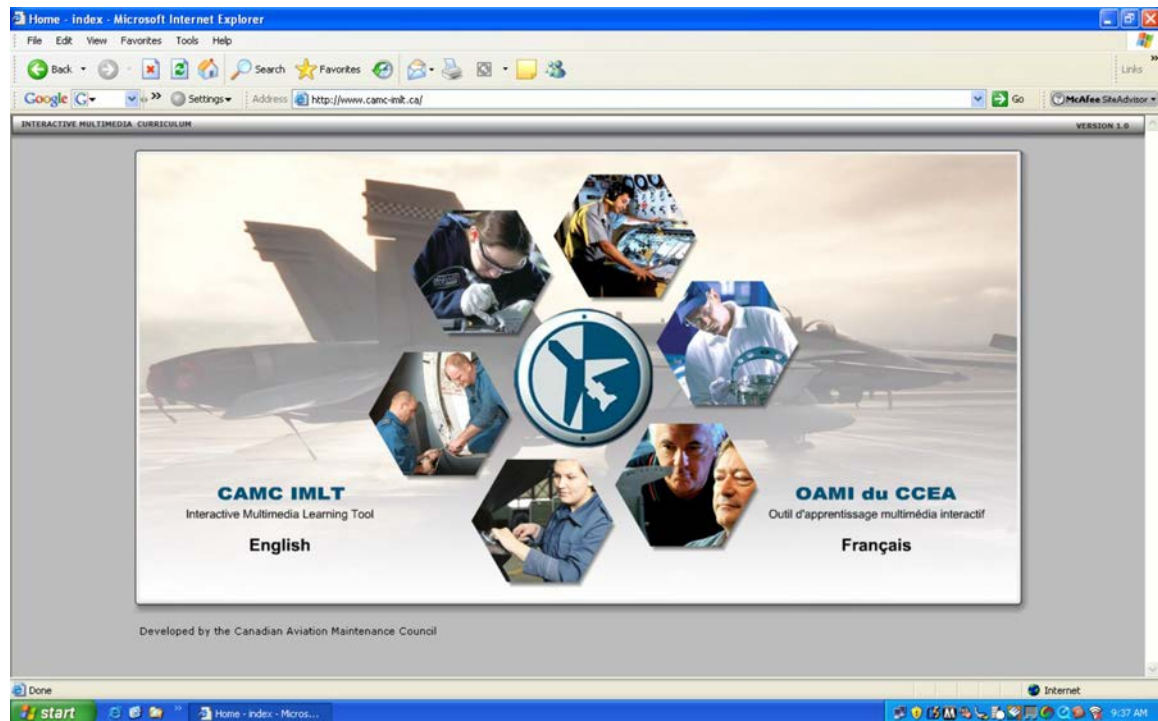 Home - index - Microsoft Internet Explorer
File Edit View Favorites Tools Help
Back Search Favorites Links
Google Settings Address http://www.camc-imlt.ca/ Go McAfee SiteAdvisor
INTERACTIVE MULTIMEDIA CURRICULUM VERSION 1.0
CAMC IMLT
Interactive Multimedia Learning Tool
English
OAMI du CCEA
Outil d'apprentissage multimédia interactif
Français
Developed by the Canadian Aviation Maintenance Council
Done Internet
start Home - index - Micros... 9:37 AM